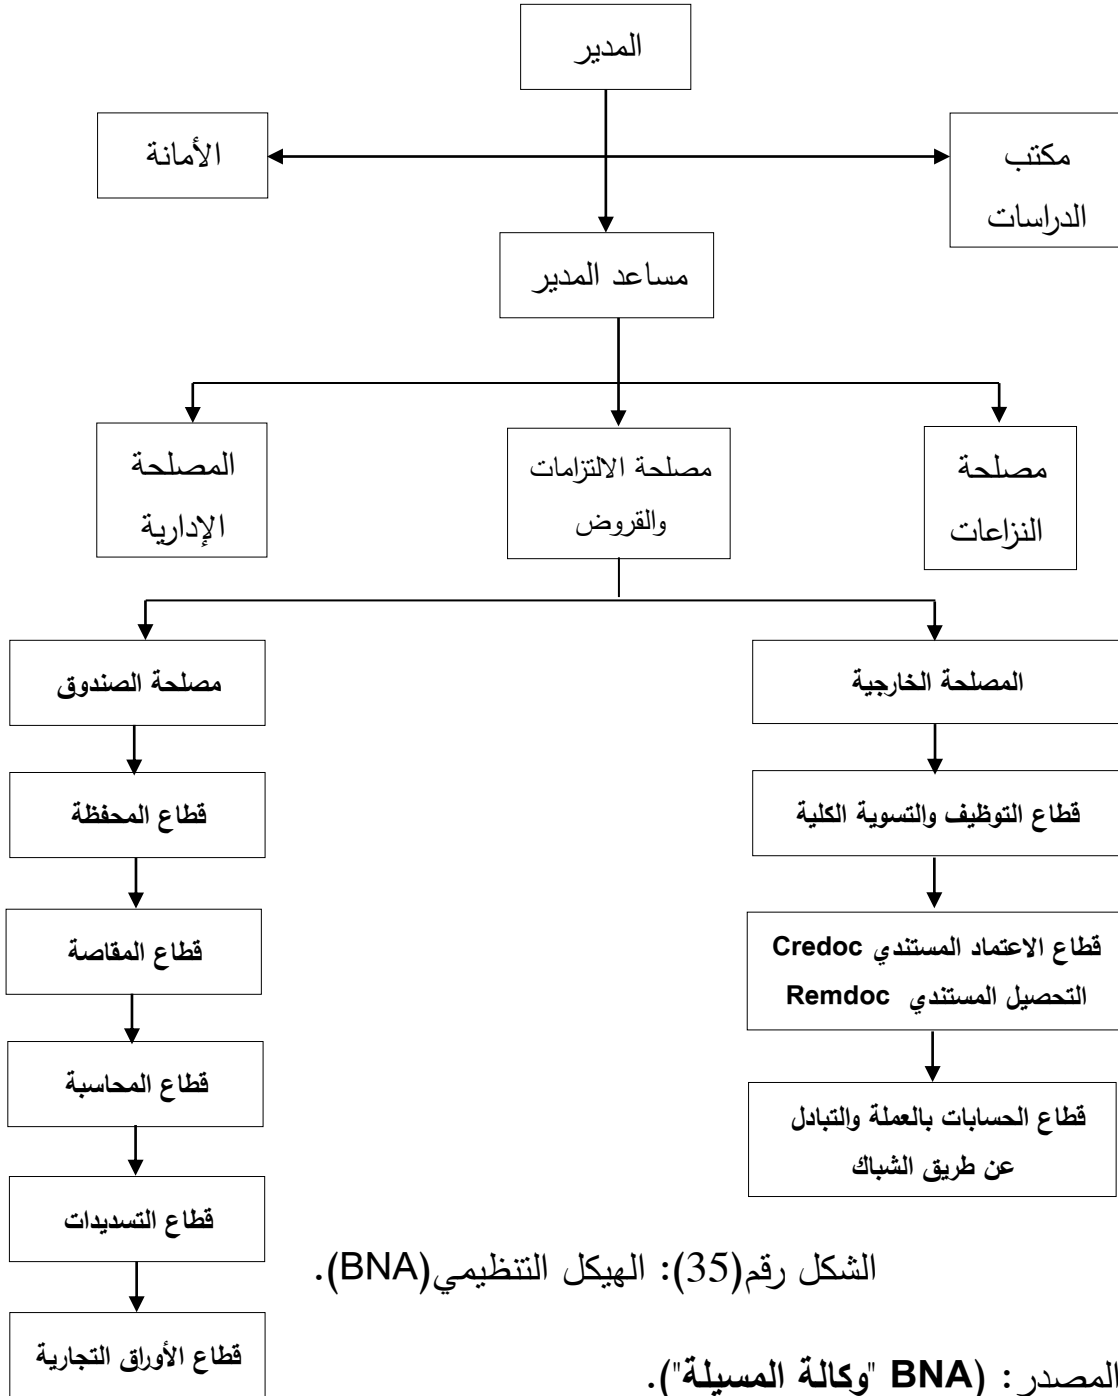 المدير
مكتب
الدراسات
الأمانة
مساعد المدير
مصلحة
النزاعات
مصلحة الالتزامات
والقروض
المصلحة
الإدارية
المصلحة الخارجية
مصلحة الصندوق
قطاع التوظيف والتسوية الكلية
قطاع المحفظة
قطاع الاعتماد المستندي Credoc
التحصيل المستندي Remdoc
قطاع المقاصة
قطاع الحسابات بالعملة والتبادل
عن طريق الشباك
قطاع المحاسبة
قطاع التسديدات
قطاع الأوراق التجارية
الشكل رقم(35): الهيكل التنظيمي(BNA).
المصدر: (BNA "وكالة المسيلة").